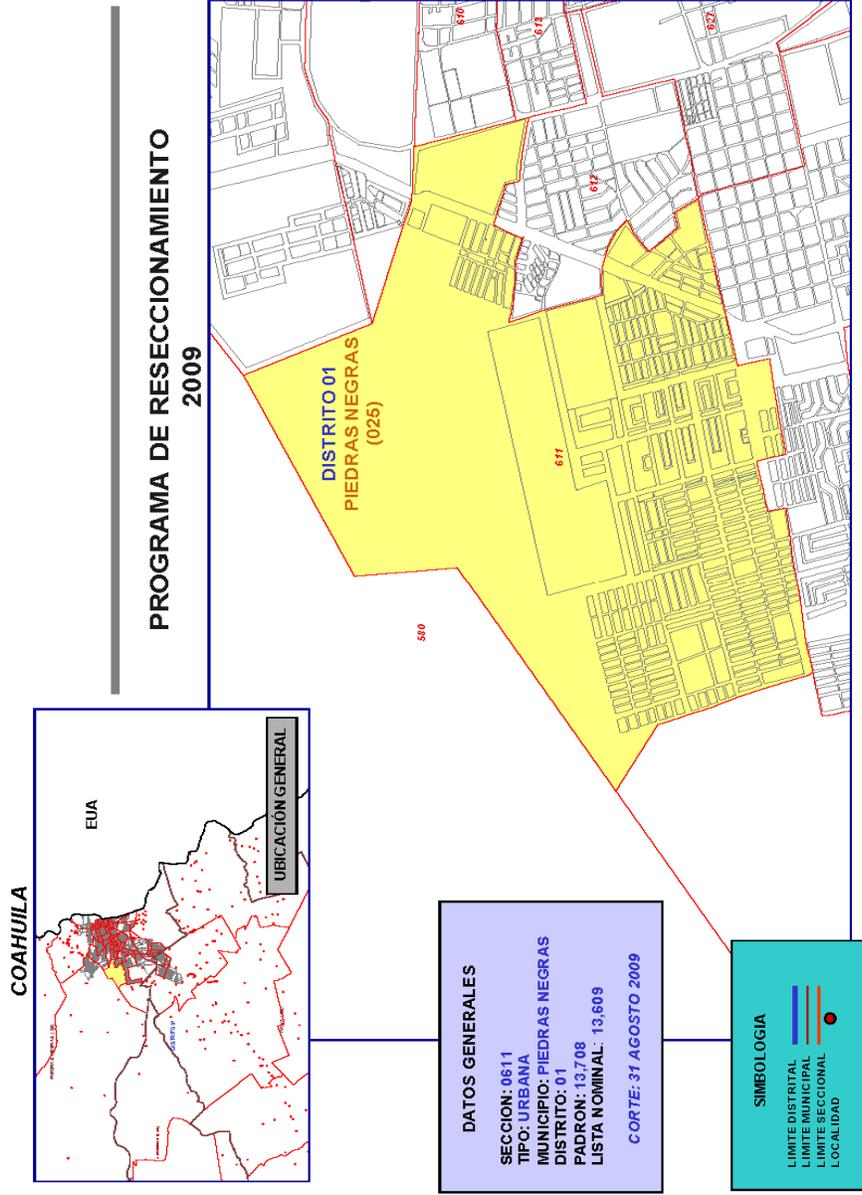 COAHUILA
PROGRAMA DE RESECCIONAMIENTO
2009
EUA
UBICACIÓN GENERAL
DISTRITO 01
PIEDRAS NEGRAS
(025)
580
611
612
610
613
627
DATOS GENERALES
SECCION: 0611
TIPO: URBANA
MUNICIPIO: PIEDRAS NEGRAS
DISTRITO: 01
PADRON: 13,708
LISTA NOMINAL: 13,609
CORTE: 31 AGOSTO 2009
SIMBOLOGIA
LIMITE DISTRITAL
LIMITE MUNICIPAL
LIMITE SECCIONAL
LOCALIDAD